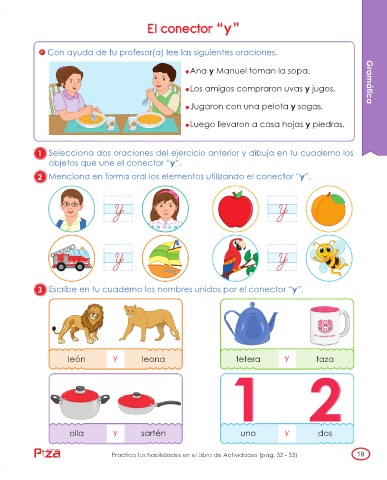 El conector "y"
Con ayuda de tu profesor(a) lee las siguientes oraciones.
Ana y Manuel toman la sopa.
Los amigos compraron uvas y jugos.
Jugaron con una pelota y sogas.
Luego llevaron a casa hojas y piedras.
Gramática
1 Selecciona dos oraciones del ejercicio anterior y dibuja en tu cuaderno los
objetos que une el conector "y".
2 Menciona en forma oral los elementos utilizando el conector "y".
y y
y y
3 Escribe en tu cuaderno los nombres unidos por el conector "y".
león y leona
tetera y taza
1 2
olla y sartén
uno y dos
Piza
Practica tus habilidades en el Libro de Actividades (pág. 52 - 53)
19